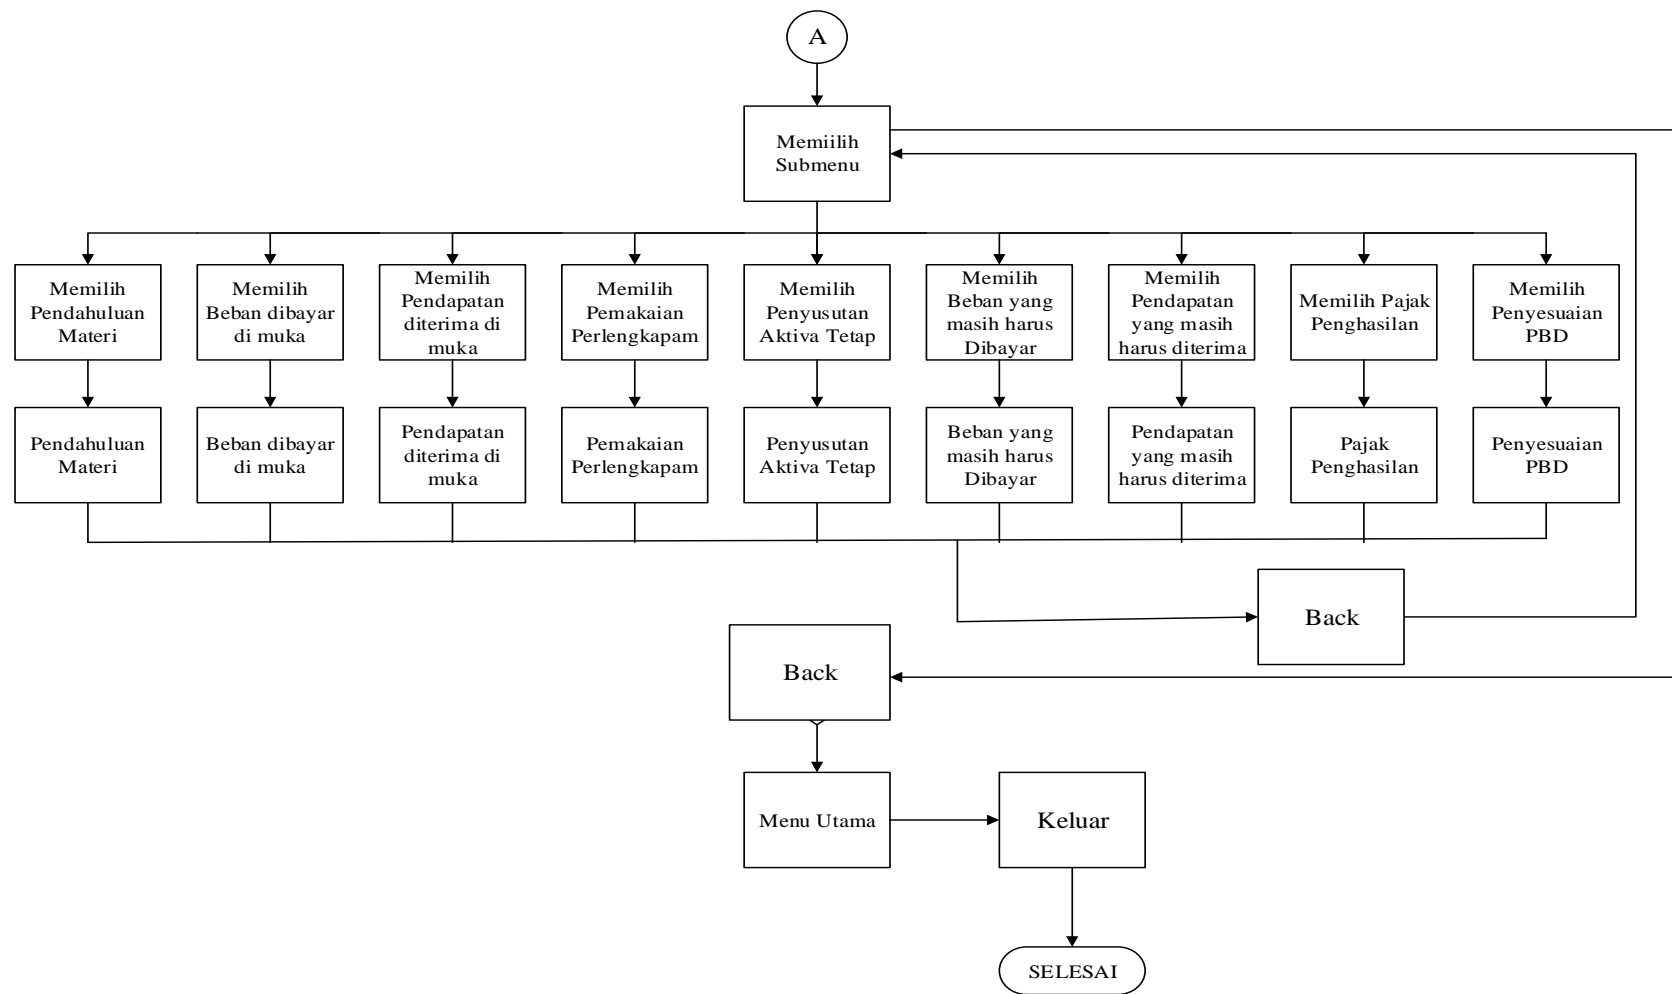 A
Memiilih
Submenu
Memilih
Pendahuluan
Materi
Memilih
Beban dibayar
di muka
Memilih
Pendapatan
diterima di
muka
Memilih
Pemakaian
Perlengkapam
Memilih
Penyusutan
Aktiva Tetap
Memilih
Beban yang
masih harus
Dibayar
Memilih
Pendapatan
yang masih
harus diterima
Memilih Pajak
Penghasilan
Memilih
Penyesuaian
PBD
Pendahuluan
Materi
Beban dibayar
di muka
Pendapatan
diterima di
muka
Pemakaian
Perlengkapam
Penyusutan
Aktiva Tetap
Beban yang
masih harus
Dibayar
Pendapatan
yang masih
harus diterima
Pajak
Penghasilan
Penyesuaian
PBD
Back
Back
Menu Utama
Keluar
SELESAI